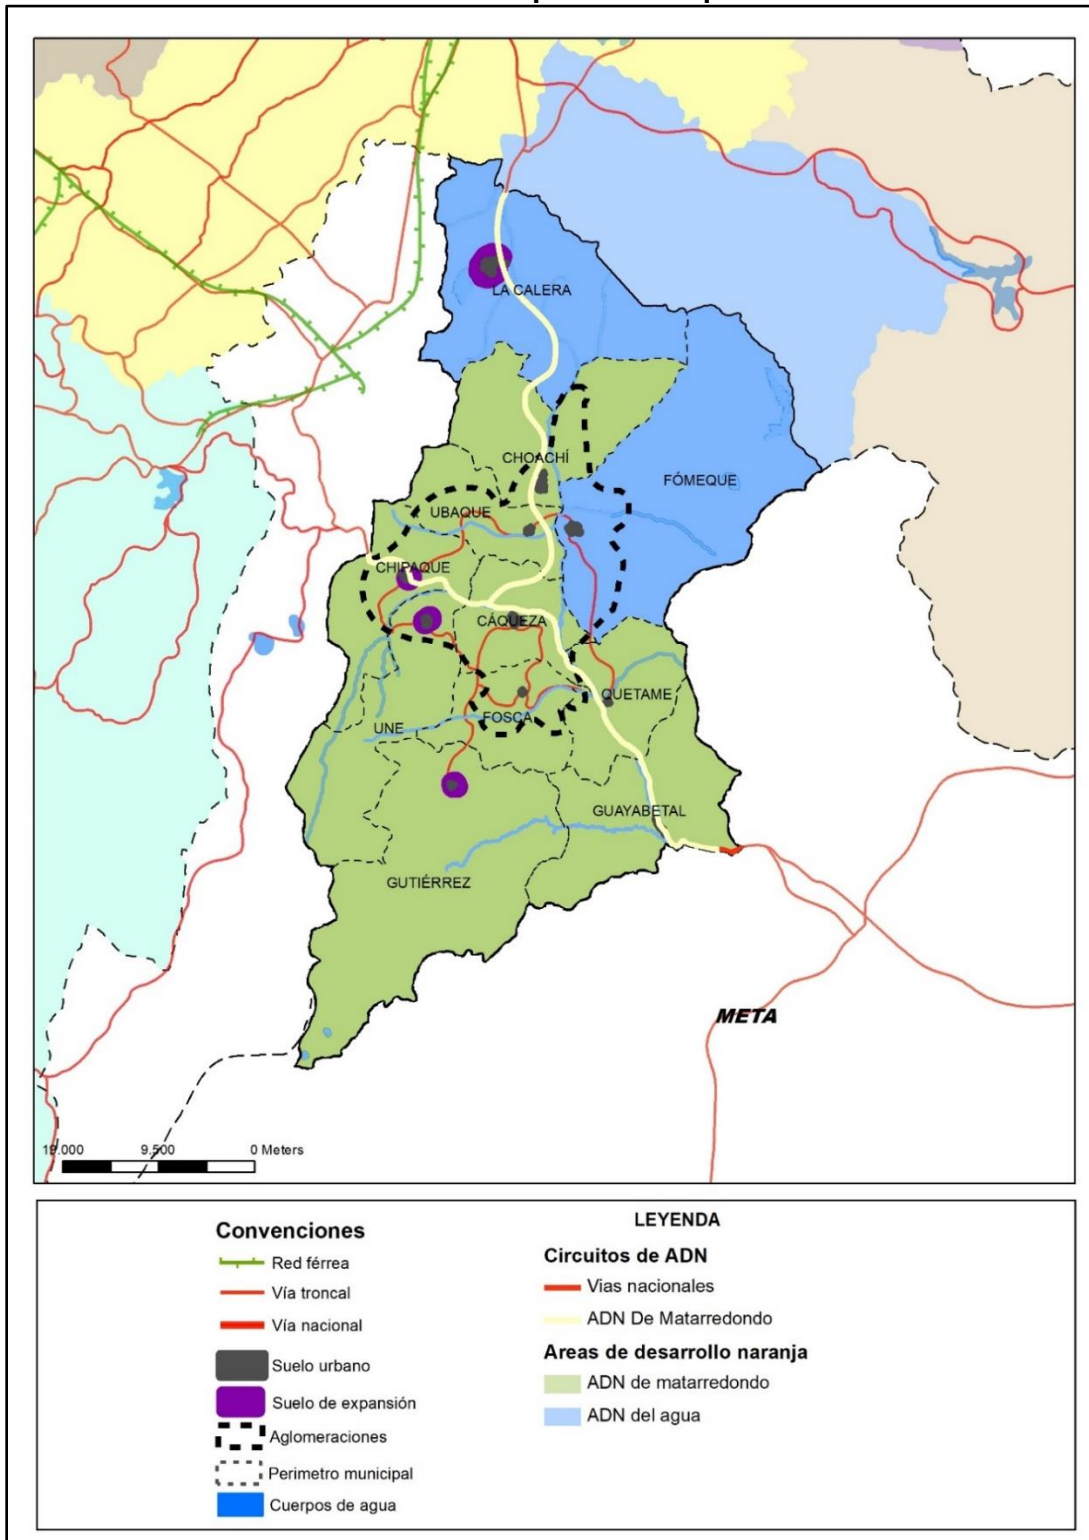 LA CALERA
CHOACHÍ
FÓMEQUE
UBAQUE
CHIPAQUE
CÁQUEZA
QUETAME
FOSCA
UNE
GUAYABETAL
GUTIÉRREZ
META
19.000 9,500 0 Meters
LEYENDA
Convenciones
Red férrea
Vía troncal
Vía nacional
Suelo urbano
Suelo de expansión
Aglomeraciones
Perimetro municipal
Cuerpos de agua
Circuitos de ADN
Vias nacionales
ADN De Matarredondo
Areas de desarrollo naranja
ADN de matarredondo
ADN del agua